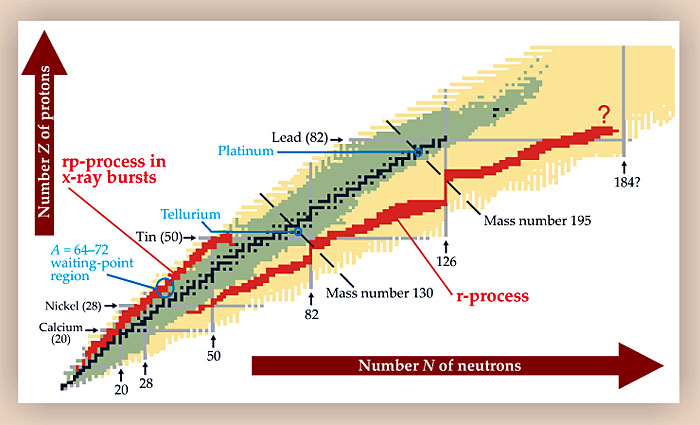 Number Z of protons
Lead (82)
Platinum
?
rp-process in
x-ray bursts
184?
Tellurium
Mass number 195
Tin (50)
A = 64–72
waiting-point
region
126
Mass number 130
r-process
Nickel (28)
82
Calcium
(20)
50
20
28
Number N of neutrons